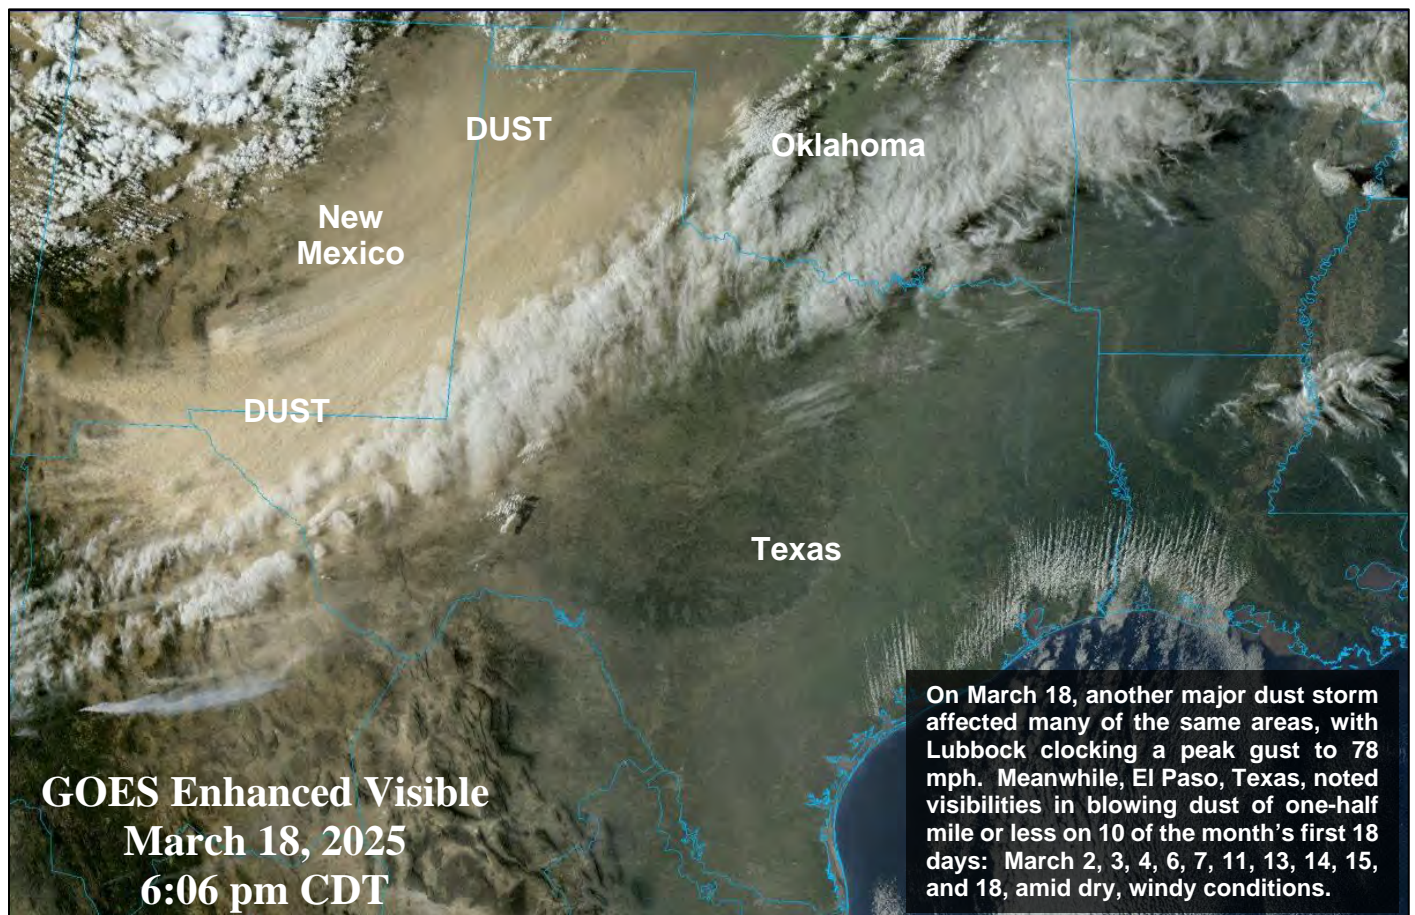 DUST
Oklahoma
New
Mexico
DUST
Texas
On March 18, another major dust storm
affected many of the same areas, with
Lubbock clocking a peak gust to 78
mph. Meanwhile, El Paso, Texas, noted
visibilities in blowing dust of one-half
mile or less on 10 of the month’s first 18
days: March 2, 3, 4, 6, 7, 11, 13, 14, 15,
and 18, amid dry, windy conditions.
GOES Enhanced Visible
March 18, 2025
6:06 pm CDT